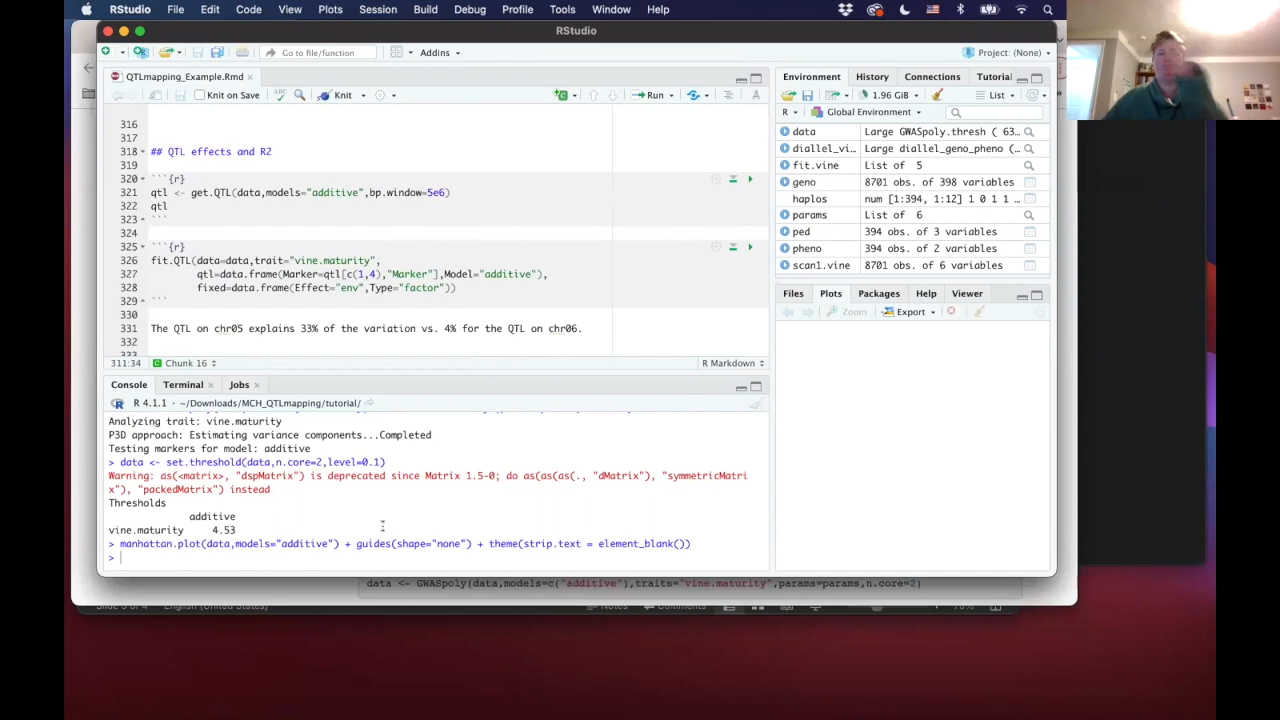 RStudio File Edit Code View Plots Session Build Debug Profile Tools Window Help
RStudio
Go to file/function Addins Project: (None)
QTLmapping_Example.Rmd
Knit on Save Knit Run
316
317
318 ## QTL effects and R2
319
320 ```{r}
321 qtl <- get.QTL(data,models="additive",bp.window=5e6)
322 qtl
323 ```
324
325 ```{r}
326 fit.QTL(data=data,trait="vine.maturity",
327 qtl=data.frame(Marker=qtl[c(1,4),"Marker"],Model="additive"),
328 fixed=data.frame(Effect="env",Type="factor"))
329 ```
330
331 The QTL on chr05 explains 33% of the variation vs. 4% for the QTL on chr06.
332
333
311:34 Chunk 16 R Markdown
Console Terminal Jobs
R 4.1.1 · ~/Downloads/MCH_QTLmapping/tutorial/
Analyzing trait: vine.maturity
P3D approach: Estimating variance components...Completed
Testing markers for model: additive
> data <- set.threshold(data,n.core=2,level=0.1)
Warning: as(<matrix>, "dspMatrix") is deprecated since Matrix 1.5-0; do as(as(as(., "dMatrix"), "symmetricMatri
x"), "packedMatrix") instead
Thresholds
additive
vine.maturity 4.53
> manhattan.plot(data,models="additive") + guides(shape="none") + theme(strip.text = element_blank())
>
Environment History Connections Tutorial
1.96 GiB List
R Global Environment
data Large GWASpoly.thresh ( 63…
diallel_vi… Large diallel_geno_pheno (…
fit.vine List of 5
geno 8701 obs. of 398 variables
haplos num [1:394, 1:12] 1 0 1 1 …
params List of 6
ped 394 obs. of 3 variables
pheno 394 obs. of 2 variables
scan1.vine 8701 obs. of 6 variables
Files Plots Packages Help Viewer
Zoom Export
data <- GWASpoly(data,models=c("additive"),traits="vine.maturity",params=params,n.core=2)
English (United States) Notes Comments